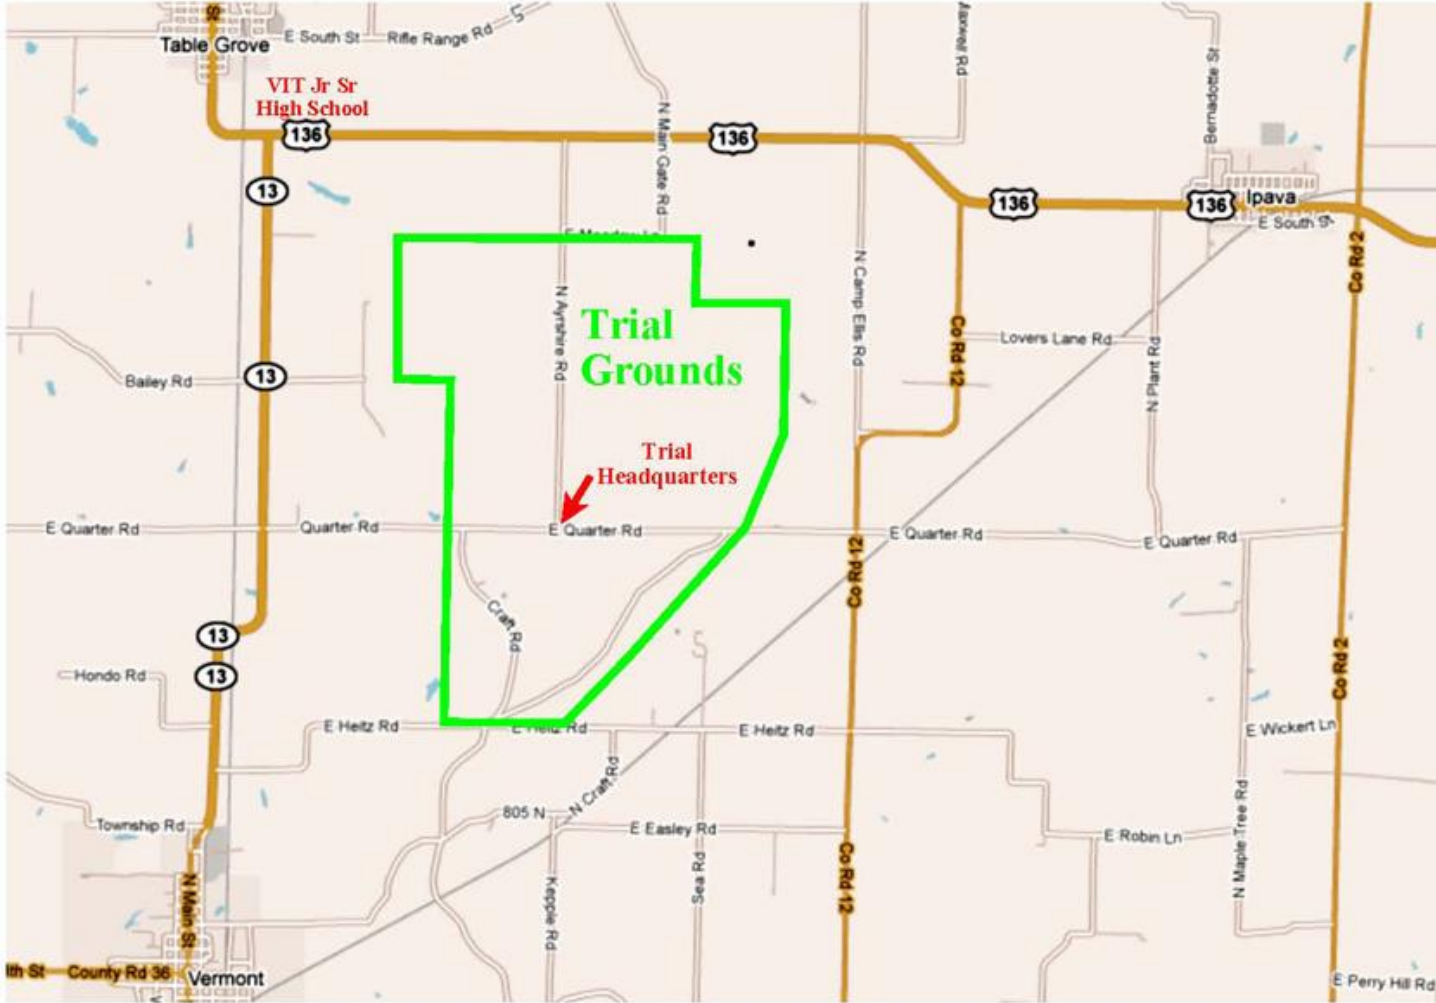 Table Grove
E South St
Rifle Range Rd
VIT Jr Sr
High School
136
136
136
136
13
13
13
13
N Main Gate Rd
Bernadotte St
Ipava
E South St
Co Rd 2
N Ayrshire Rd
Trial
Grounds
N Camp Ellis Rd
Co Rd 12
Lovers Lane Rd
N Plant Rd
Bailey Rd
Trial
Headquarters
E Quarter Rd
Quarter Rd
E Quarter Rd
E Quarter Rd
E Quarter Rd
Co Rd 12
Craft Rd
Hondo Rd
Co Rd 2
E Heitz Rd
E Heitz Rd
E Heitz Rd
E Wickert Ln
N Craft Rd
805 N
Township Rd
E Easley Rd
E Robin Ln
N Maple Tree Rd
Sea Rd
Co Rd 12
Kepple Rd
N Main St
County Rd 36
Vermont
E Perry Hill Rd